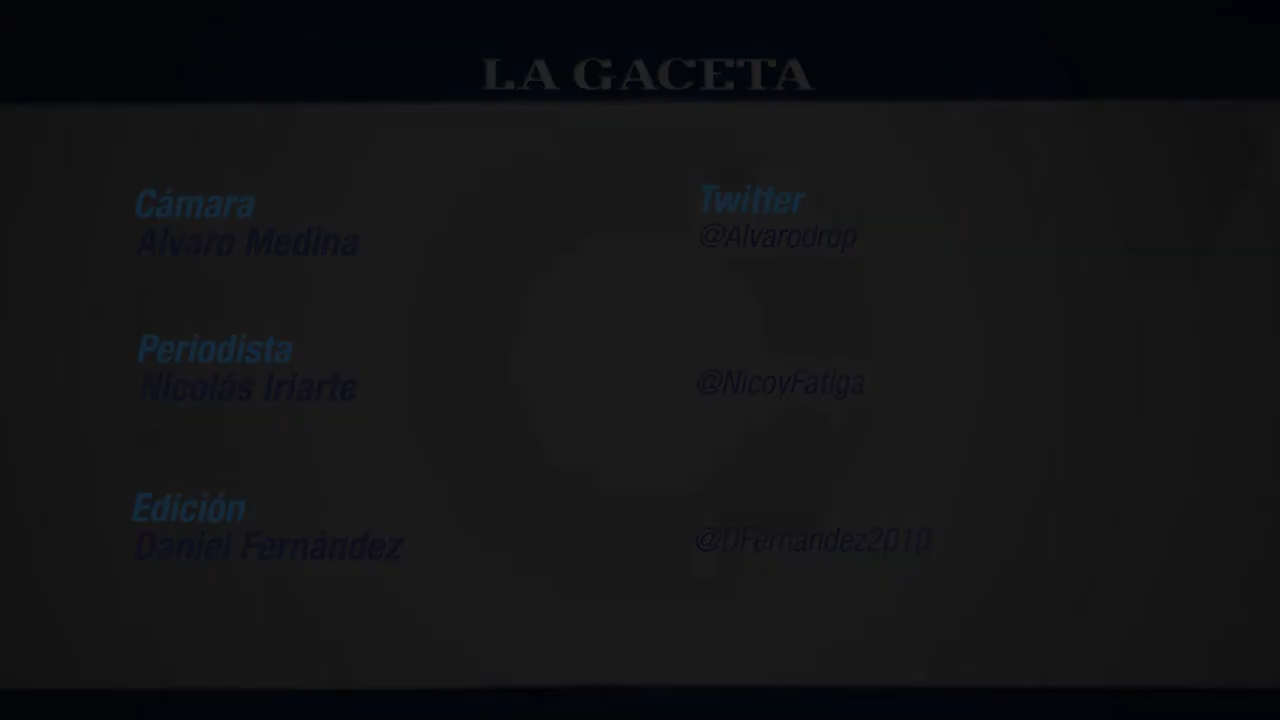 LA GACETA
Cámara
Alvaro Medina
Twitter
@Alvarodrop
Periodista
Nicolás Iriarte
@NicoyFatiga
Edición
Daniel Fernández
@DFernandez2010